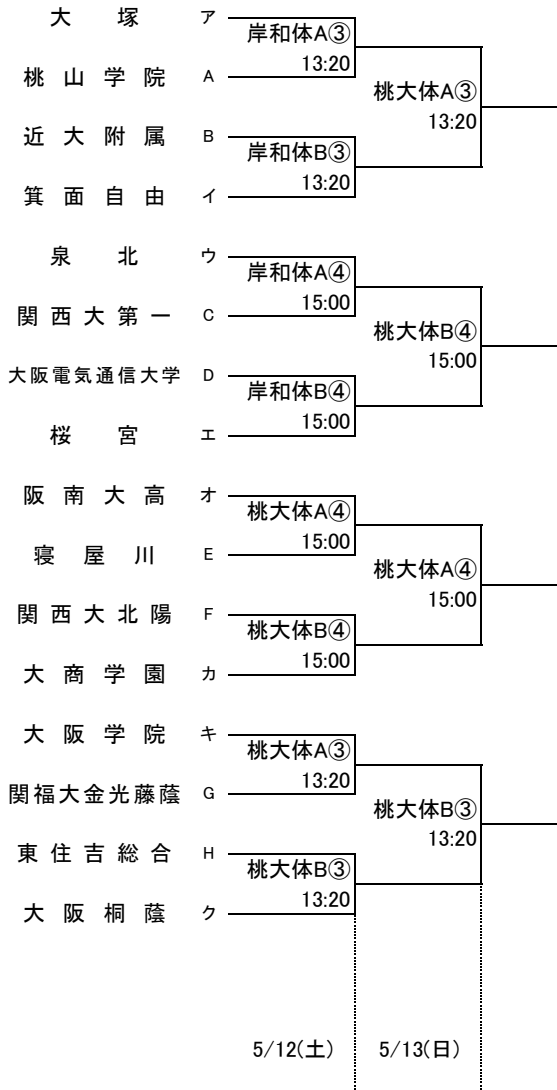 大塚 ア
岸和体A③
13:20
桃山学院 A
桃大体A③
13:20
近大附属 B
岸和体B③
13:20
箕面自由 イ
泉北 ウ
岸和体A④
15:00
関西大第一 C
桃大体B④
15:00
大阪電気通信大学 D
岸和体B④
15:00
桜宮 エ
阪南大高 オ
桃大体A④
15:00
寝屋川 E
桃大体A④
15:00
関西大北陽 F
桃大体B④
15:00
大商学園 カ
大阪学院 キ
桃大体A③
13:20
関福大金光藤蔭 G
桃大体B③
13:20
東住吉総合 H
桃大体B③
13:20
大阪桐蔭 ク
5/12(土) 5/13(日)